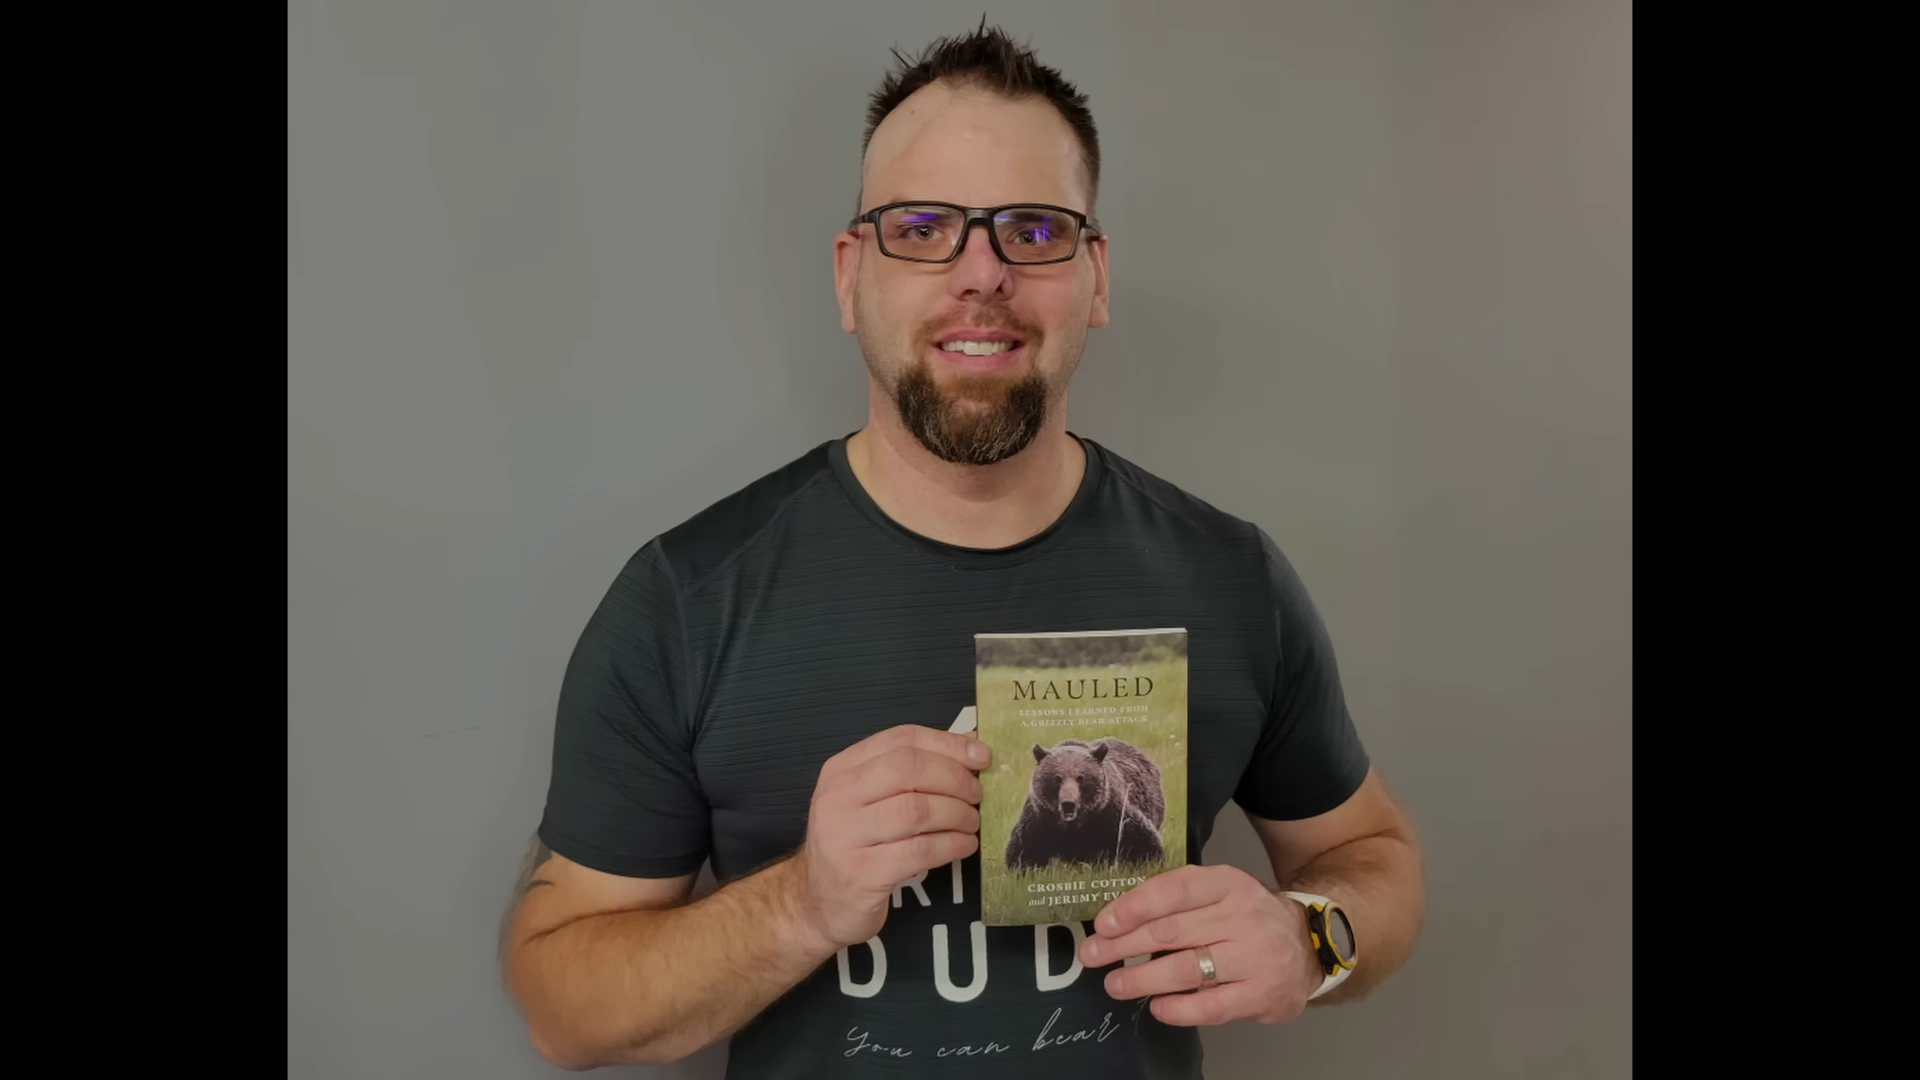 MAULED
LESSONS LEARNED FROM
A GRIZZLY BEAR ATTACK
CROSBIE COTTON
and JEREMY
DUD
you can bear